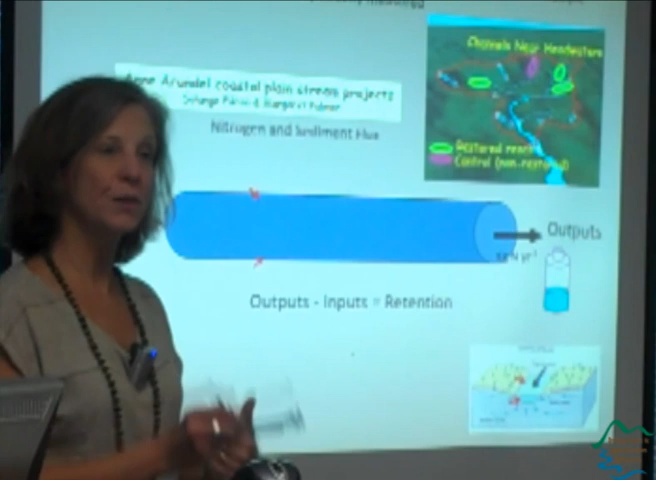 Channels Near Headwaters
Anne Arundel coastal plain stream projects
Solange Filoso & Margaret Palmer
Nitrogen and Sediment Flux
Restored reach
Control (non-restored)
Outputs
Outputs - Inputs = Retention